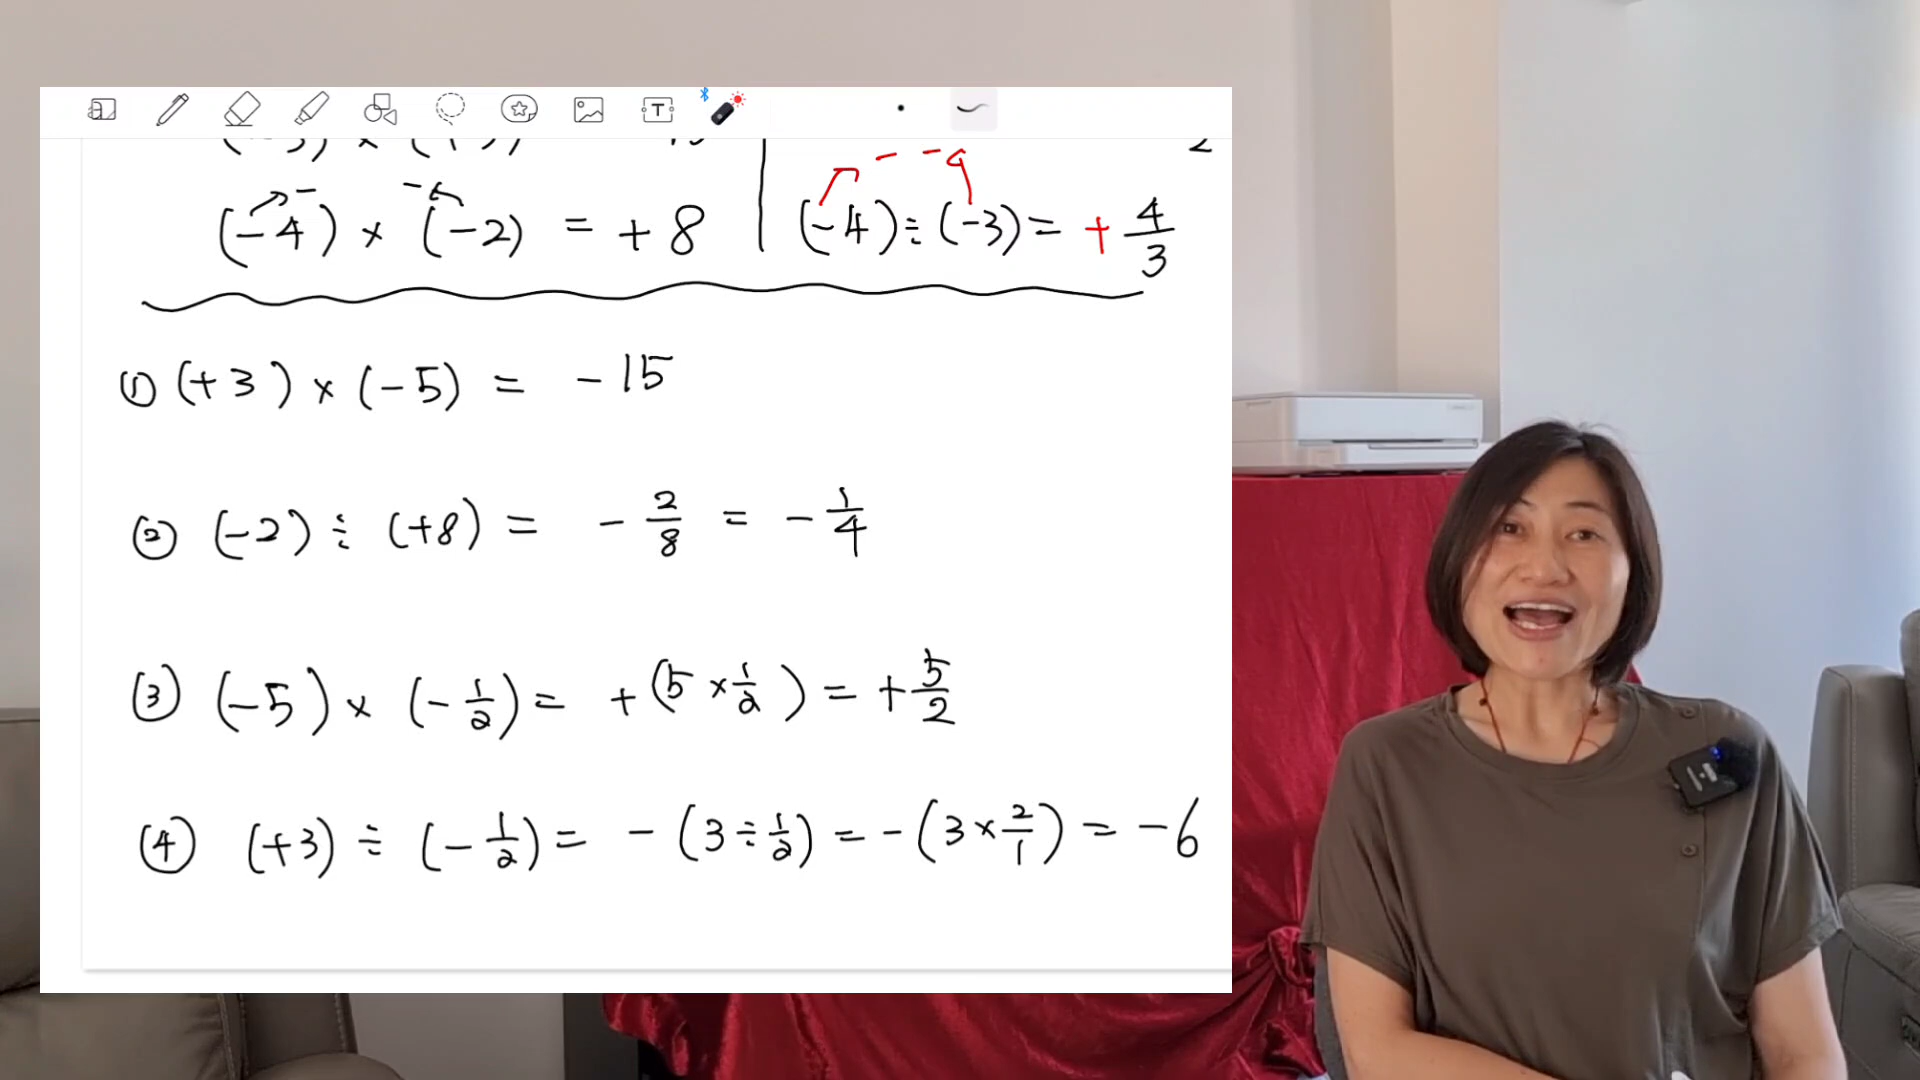 (-4) × (-2) = +8
(-4) ÷ (-3) = + 4/3
① (+3) × (-5) = -15
② (-2) ÷ (+8) = - 2/8 = - 1/4
③ (-5) × (- 1/2) = + (5 × 1/2) = + 5/2
④ (+3) ÷ (- 1/2) = - (3 ÷ 1/2) = - (3 × 2/1) = -6